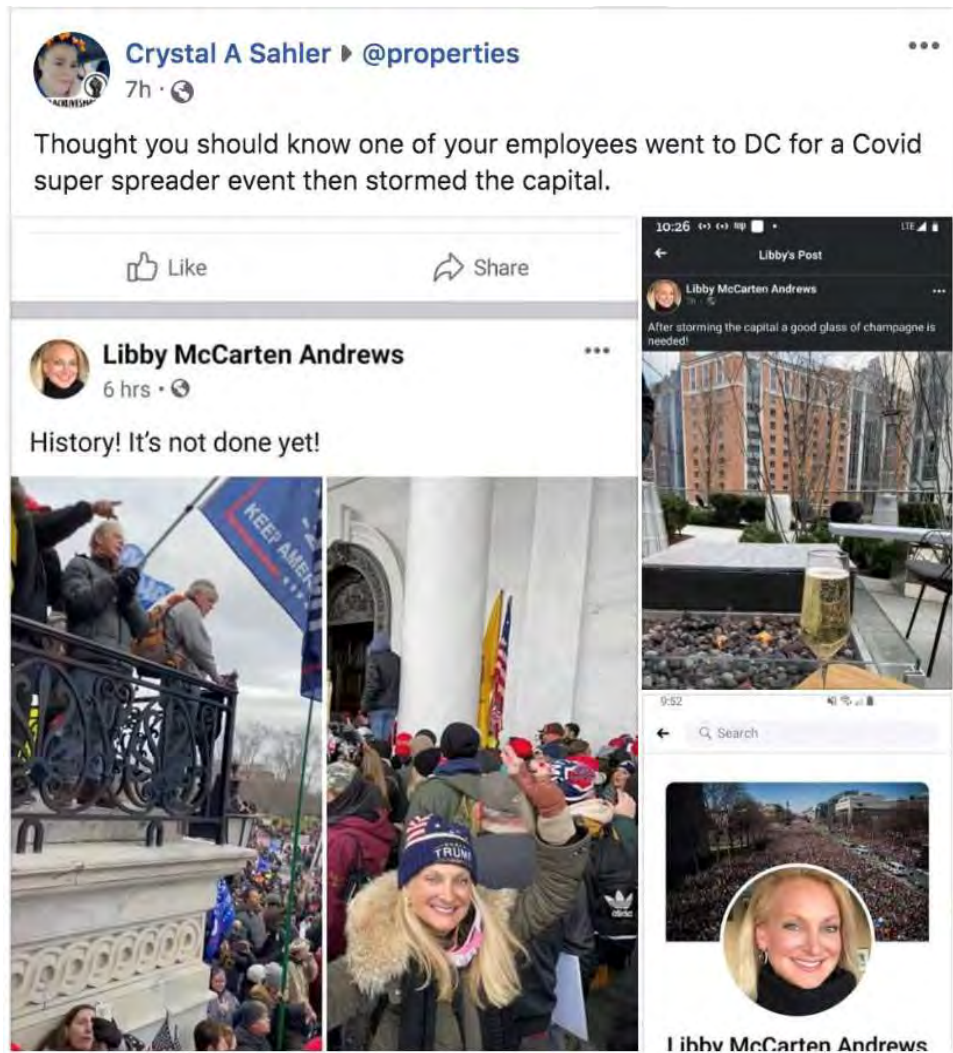 Crystal A Sahler ▸ @properties
7h ·
Thought you should know one of your employees went to DC for a Covid
super spreader event then stormed the capital.
Like
Share
Libby McCarten Andrews
6 hrs ·
History! It's not done yet!
KEEP AMER
TRUMP
adidas
10:26
LTE
Libby's Post
Libby McCarten Andrews
After storming the capital a good glass of champagne is
needed!
9:52
Search
Libby McCarten Andrews